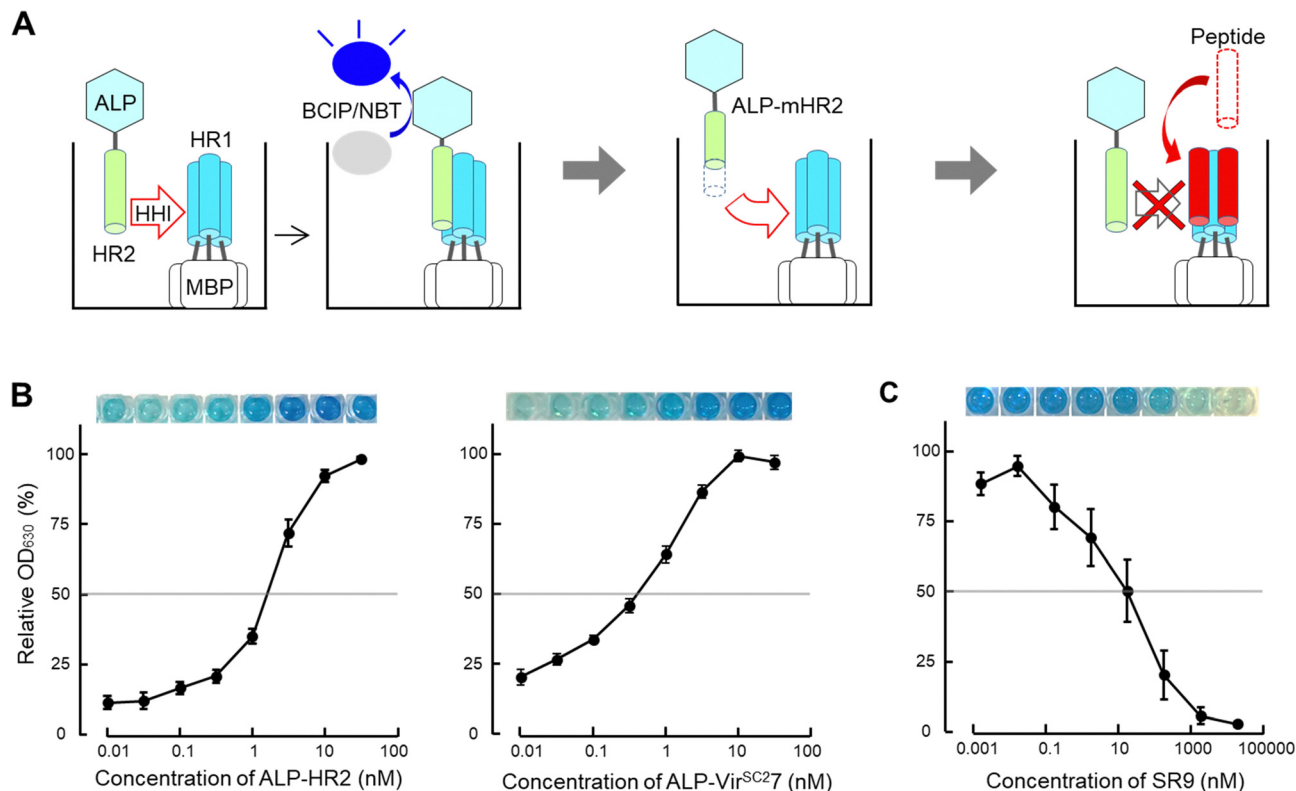 A
ALP
HR2
HHI
HR1
MBP
BCIP/NBT
ALP-mHR2
Peptide
B
Relative OD630 (%)
100
75
50
25
0
0.01 0.1 1 10 100
Concentration of ALP-HR2 (nM)
100
75
50
25
0
0.01 0.1 1 10 100
Concentration of ALP-VirSC27 (nM)
C
100
75
50
25
0
0.001 0.1 10 1000 100000
Concentration of SR9 (nM)